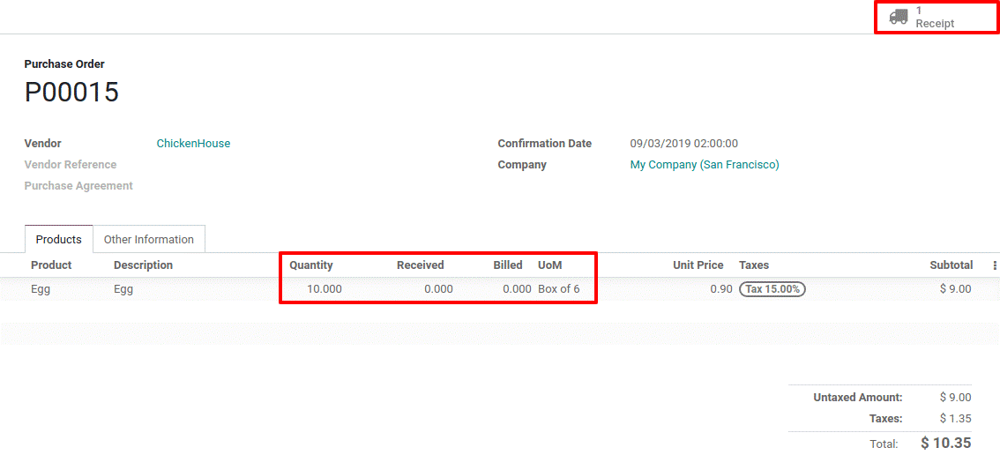 1
Receipt
Purchase Order
P00015
Vendor ChickenHouse Confirmation Date 09/03/2019 02:00:00
Vendor Reference Company My Company (San Francisco)
Purchase Agreement
Products Other Information
Product Description Quantity Received Billed UoM Unit Price Taxes Subtotal
Egg Egg 10.000 0.000 0.000 Box of 6 0.90 Tax 15.00% $ 9.00
Untaxed Amount: $ 9.00
Taxes: $ 1.35
Total: $ 10.35